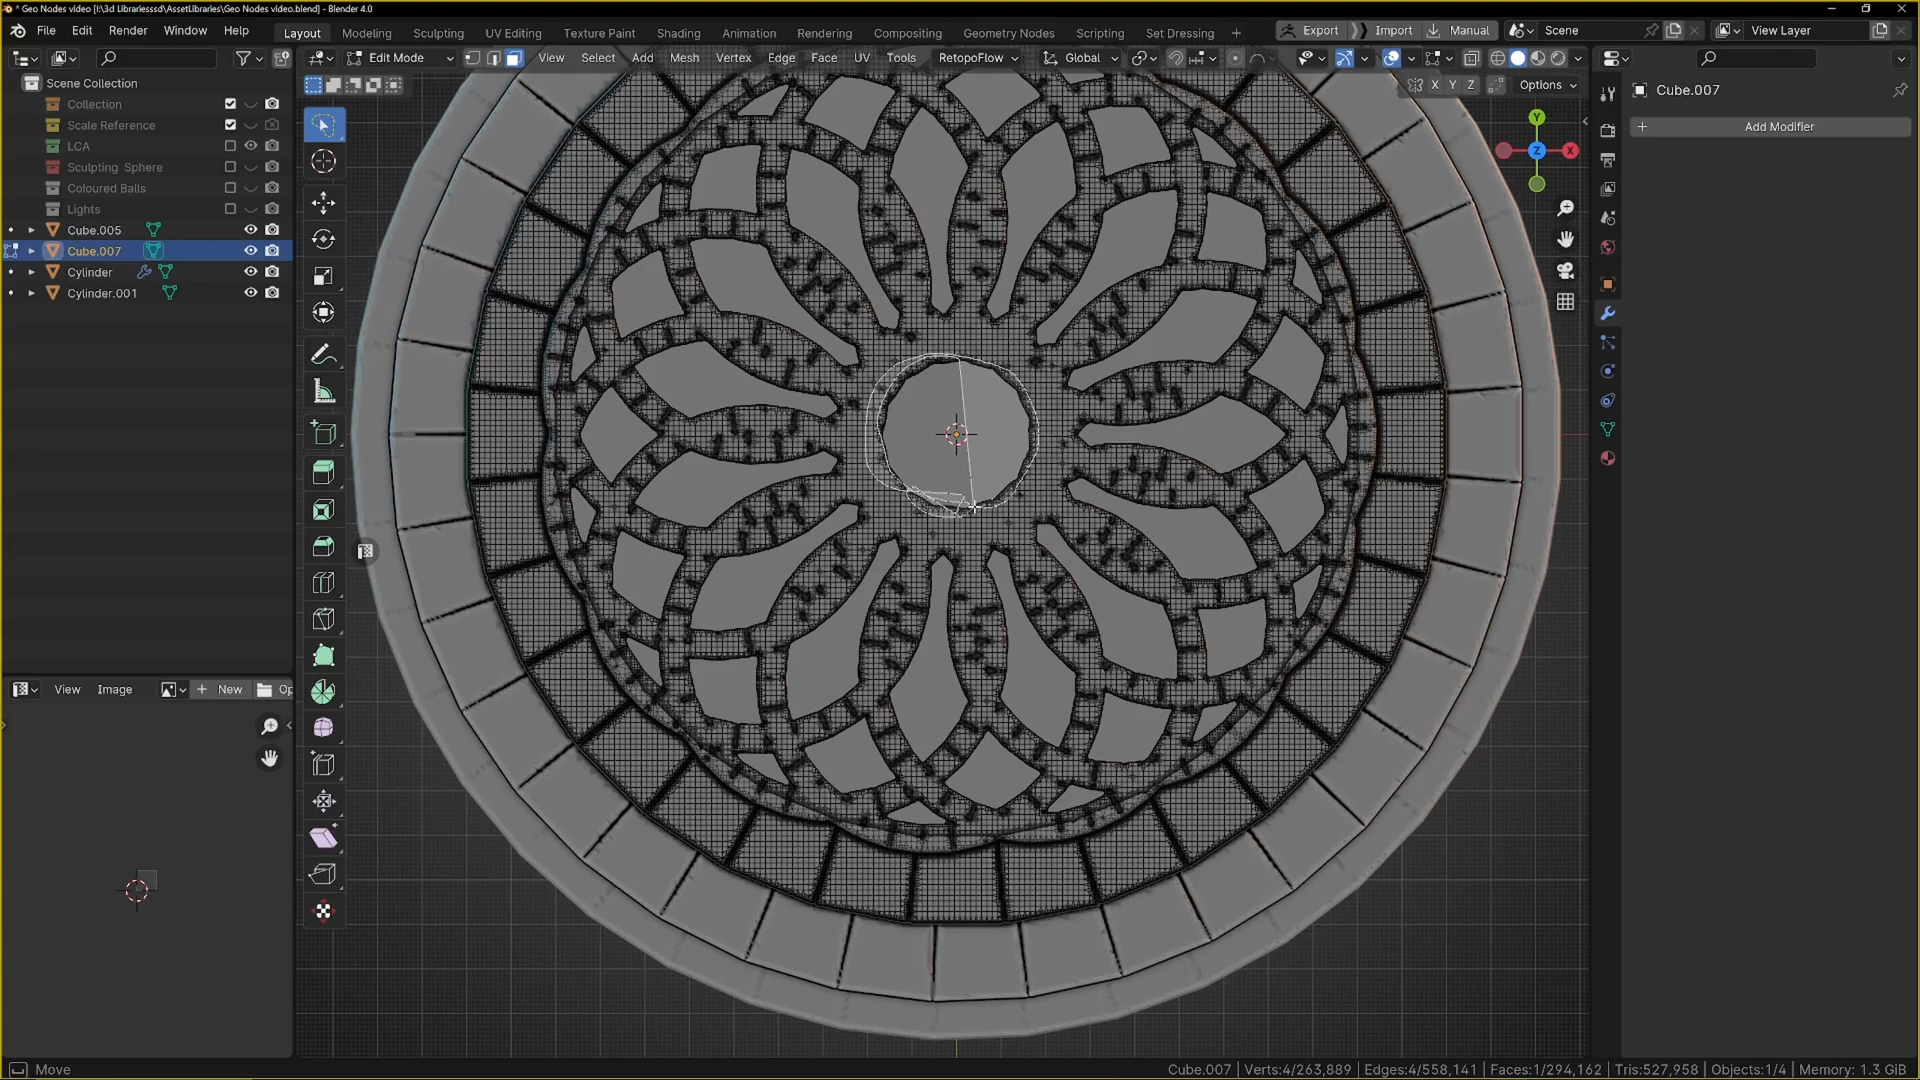 * Geo Nodes video [I:\3d Librariesssd\AssetLibraries\Geo Nodes video.blend] - Blender 4.0
File Edit Render Window Help Layout Modeling Sculpting UV Editing Texture Paint Shading Animation Rendering Compositing Geometry Nodes Scripting Set Dressing + Export Import Manual Scene View Layer
Edit Mode View Select Add Mesh Vertex Edge Face UV Tools RetopoFlow Global
X Y Z Options
Scene Collection
Collection
Scale Reference
LCA
Sculpting Sphere
Coloured Balls
Lights
Cube.005
Cube.007
Cylinder
Cylinder.001
Y
Z X
Cube.007
+ Add Modifier
View Image + New Op
Move
Cube.007 | Verts:4/263,889 | Edges:4/558,141 | Faces:1/294,162 | Tris:527,958 | Objects:1/4 | Memory: 1.3 GiB